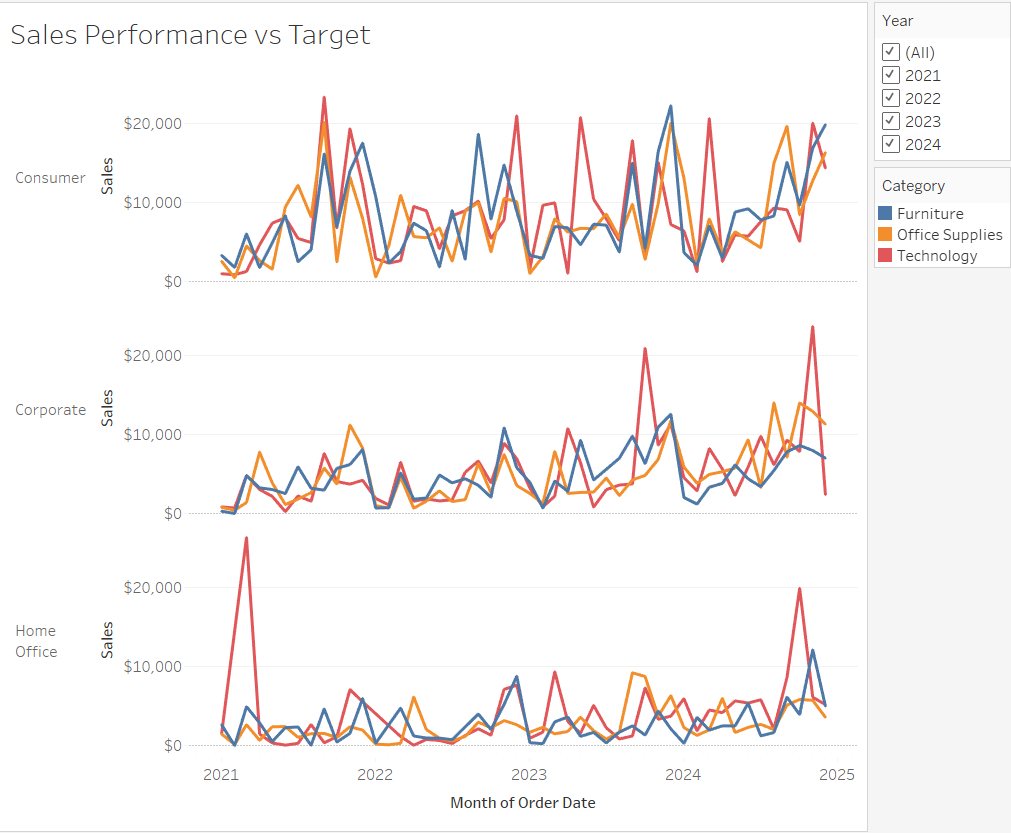 Sales Performance vs Target
Year
(All)
2021
2022
2023
2024
Category
Furniture
Office Supplies
Technology
Consumer
Sales
$20,000
$10,000
$0
Corporate
Sales
$20,000
$10,000
$0
Home
Office
Sales
$20,000
$10,000
$0
2021
2022
2023
2024
2025
Month of Order Date